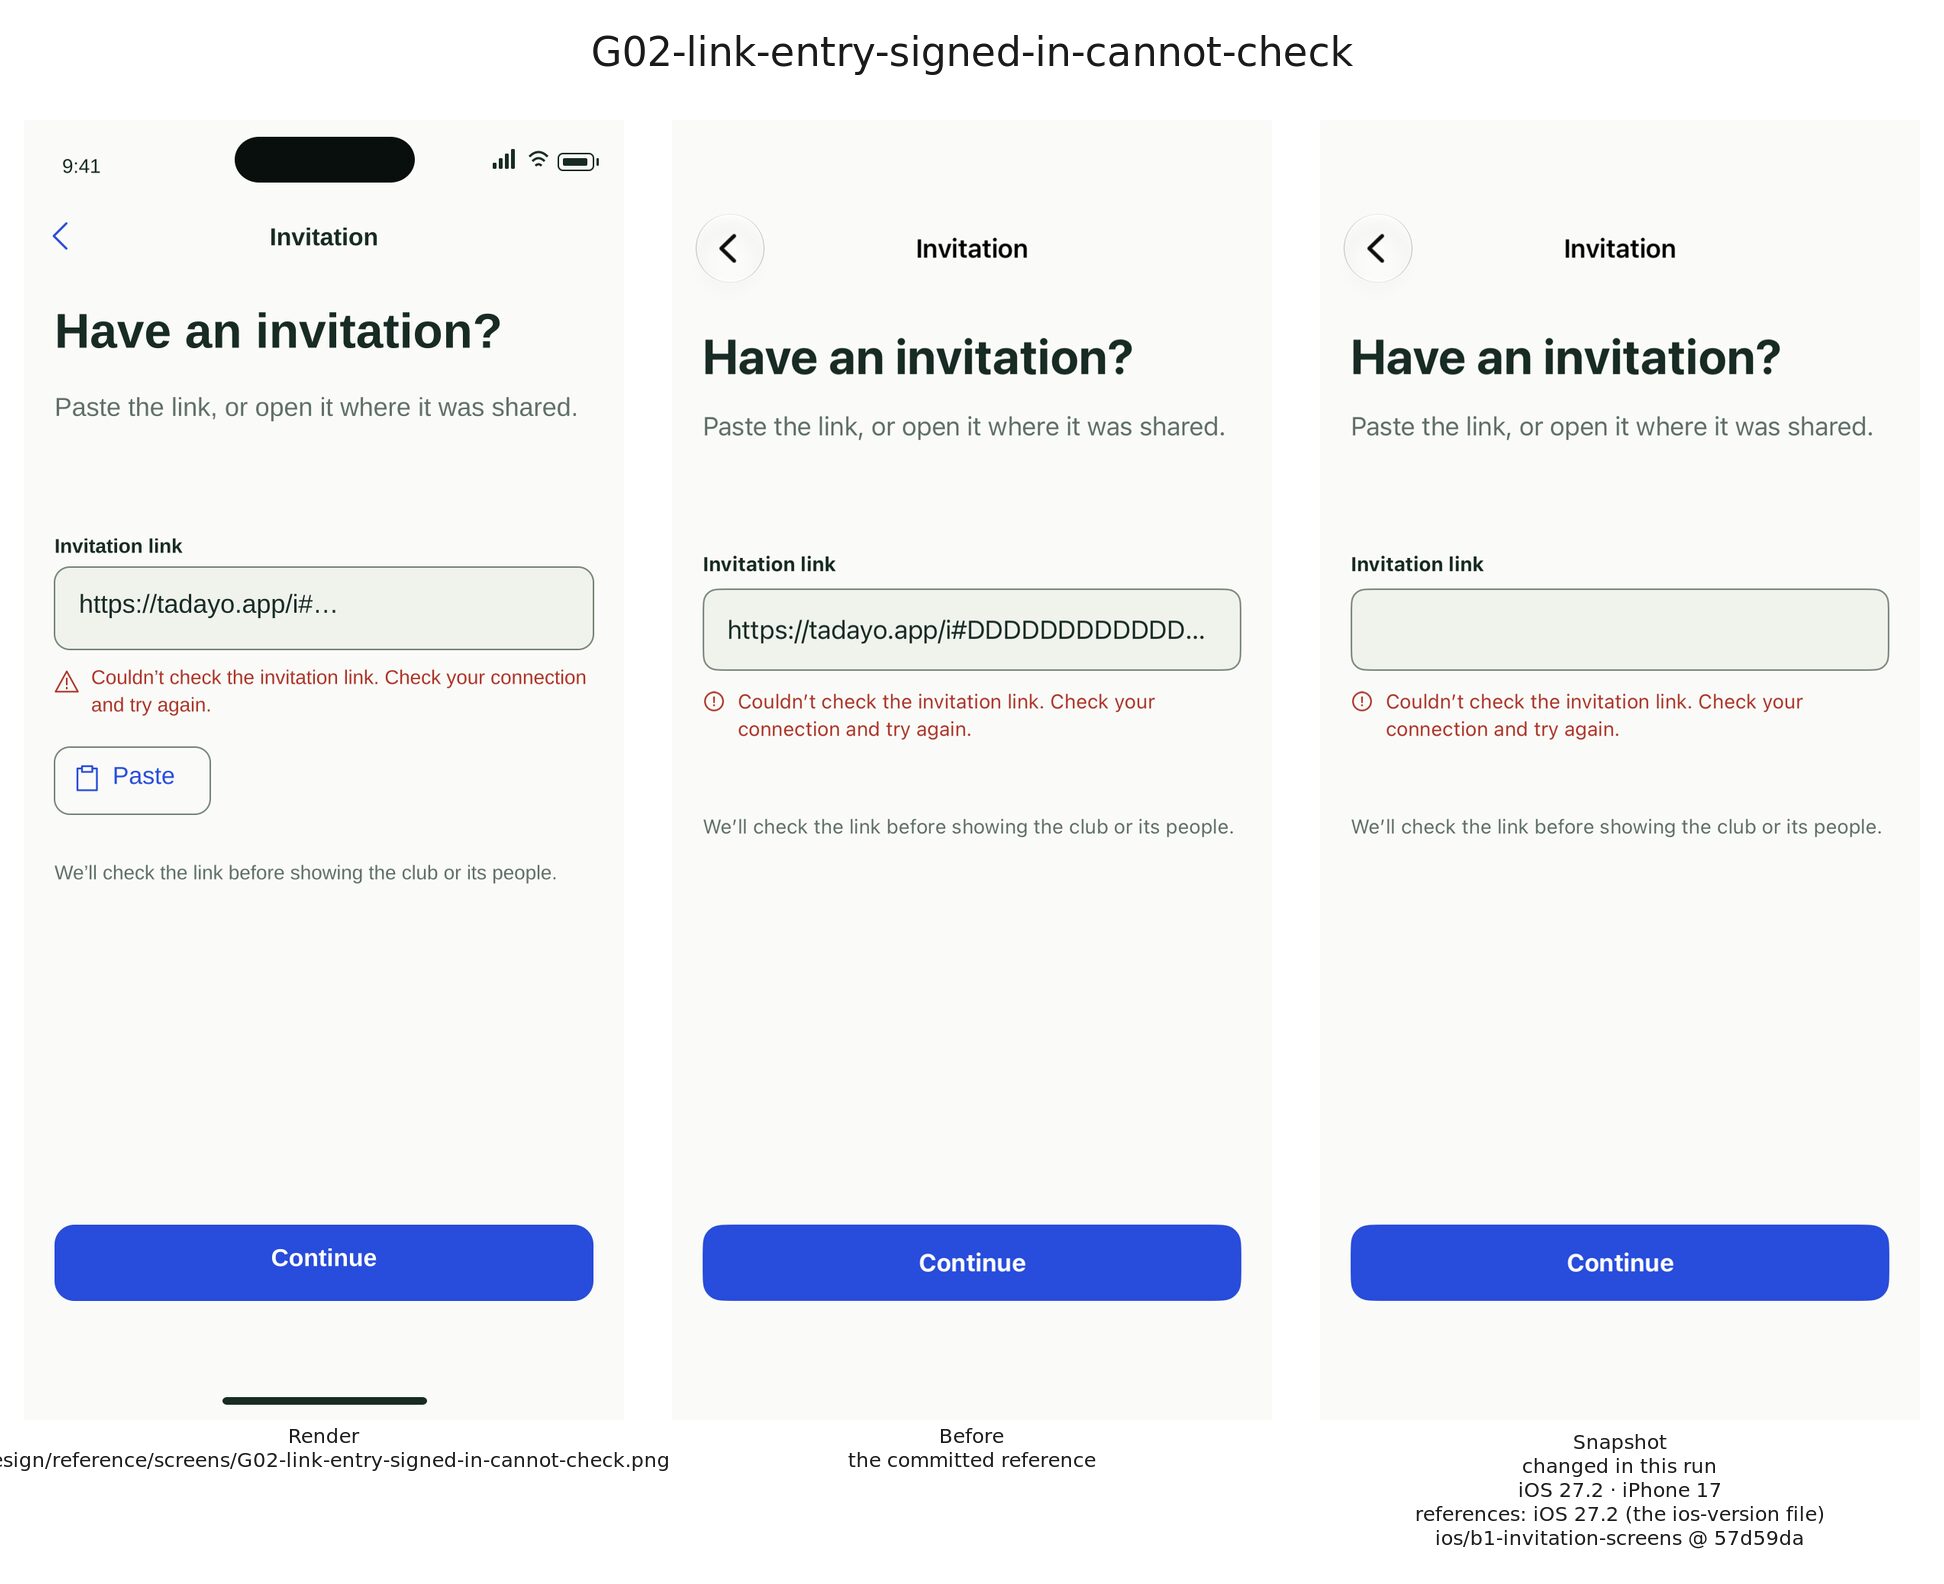 G02-link-entry-signed-in-cannot-check
9:41
Invitation
Have an invitation?
Paste the link, or open it where it was shared.
Invitation link
https://tadayo.app/i#…
Couldn’t check the invitation link. Check your connection
and try again.
Paste
We’ll check the link before showing the club or its people.
Continue
Render
esign/reference/screens/G02-link-entry-signed-in-cannot-check.png
Invitation
Have an invitation?
Paste the link, or open it where it was shared.
Invitation link
https://tadayo.app/i#DDDDDDDDDDDD...
Couldn’t check the invitation link. Check your
connection and try again.
We’ll check the link before showing the club or its people.
Continue
Before
the committed reference
Invitation
Have an invitation?
Paste the link, or open it where it was shared.
Invitation link
Couldn’t check the invitation link. Check your
connection and try again.
We’ll check the link before showing the club or its people.
Continue
Snapshot
changed in this run
iOS 27.2 · iPhone 17
references: iOS 27.2 (the ios-version file)
ios/b1-invitation-screens @ 57d59da